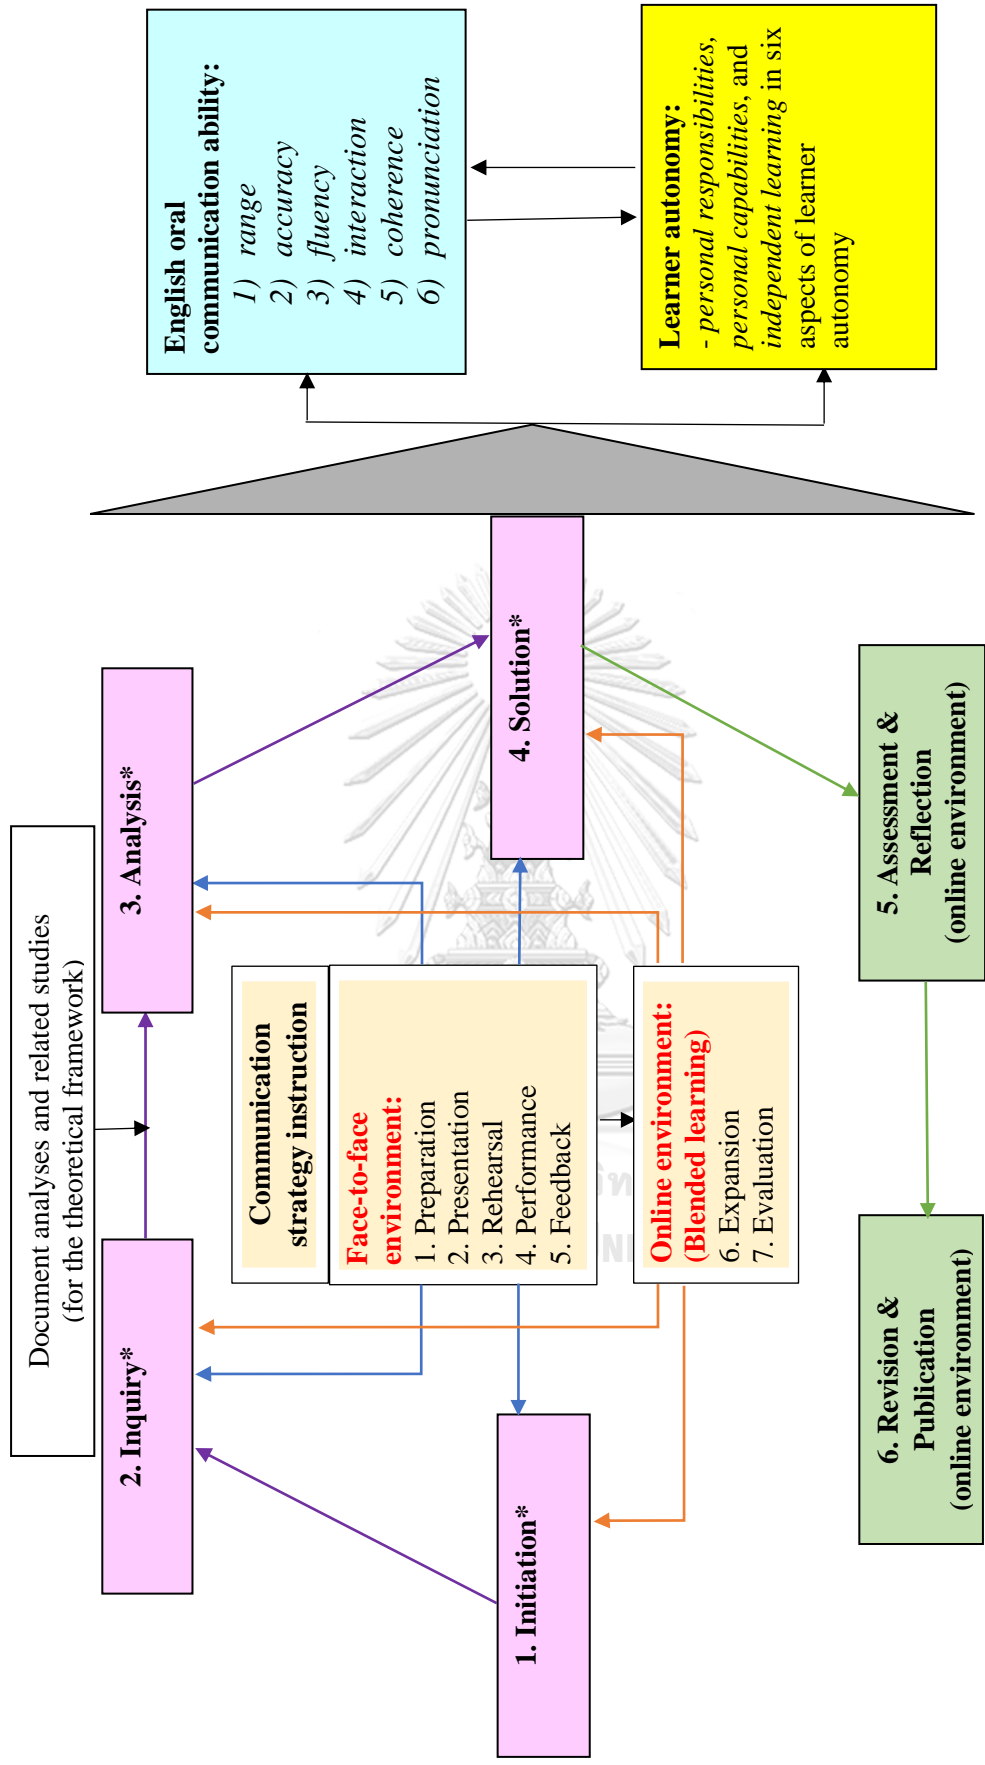 Document analyses and related studies
(for the theoretical framework)
2. Inquiry*
3. Analysis*
Communication
strategy instruction
Face-to-face
environment:
1. Preparation
2. Presentation
3. Rehearsal
4. Performance
5. Feedback
Online environment:
(Blended learning)
6. Expansion
7. Evaluation
1. Initiation*
4. Solution*
6. Revision &
Publication
(online environment)
5. Assessment &
Reflection
(online environment)
English oral
communication ability:
1) range
2) accuracy
3) fluency
4) interaction
5) coherence
6) pronunciation
Learner autonomy:
- personal responsibilities,
personal capabilities, and
independent learning in six
aspects of learner
autonomy